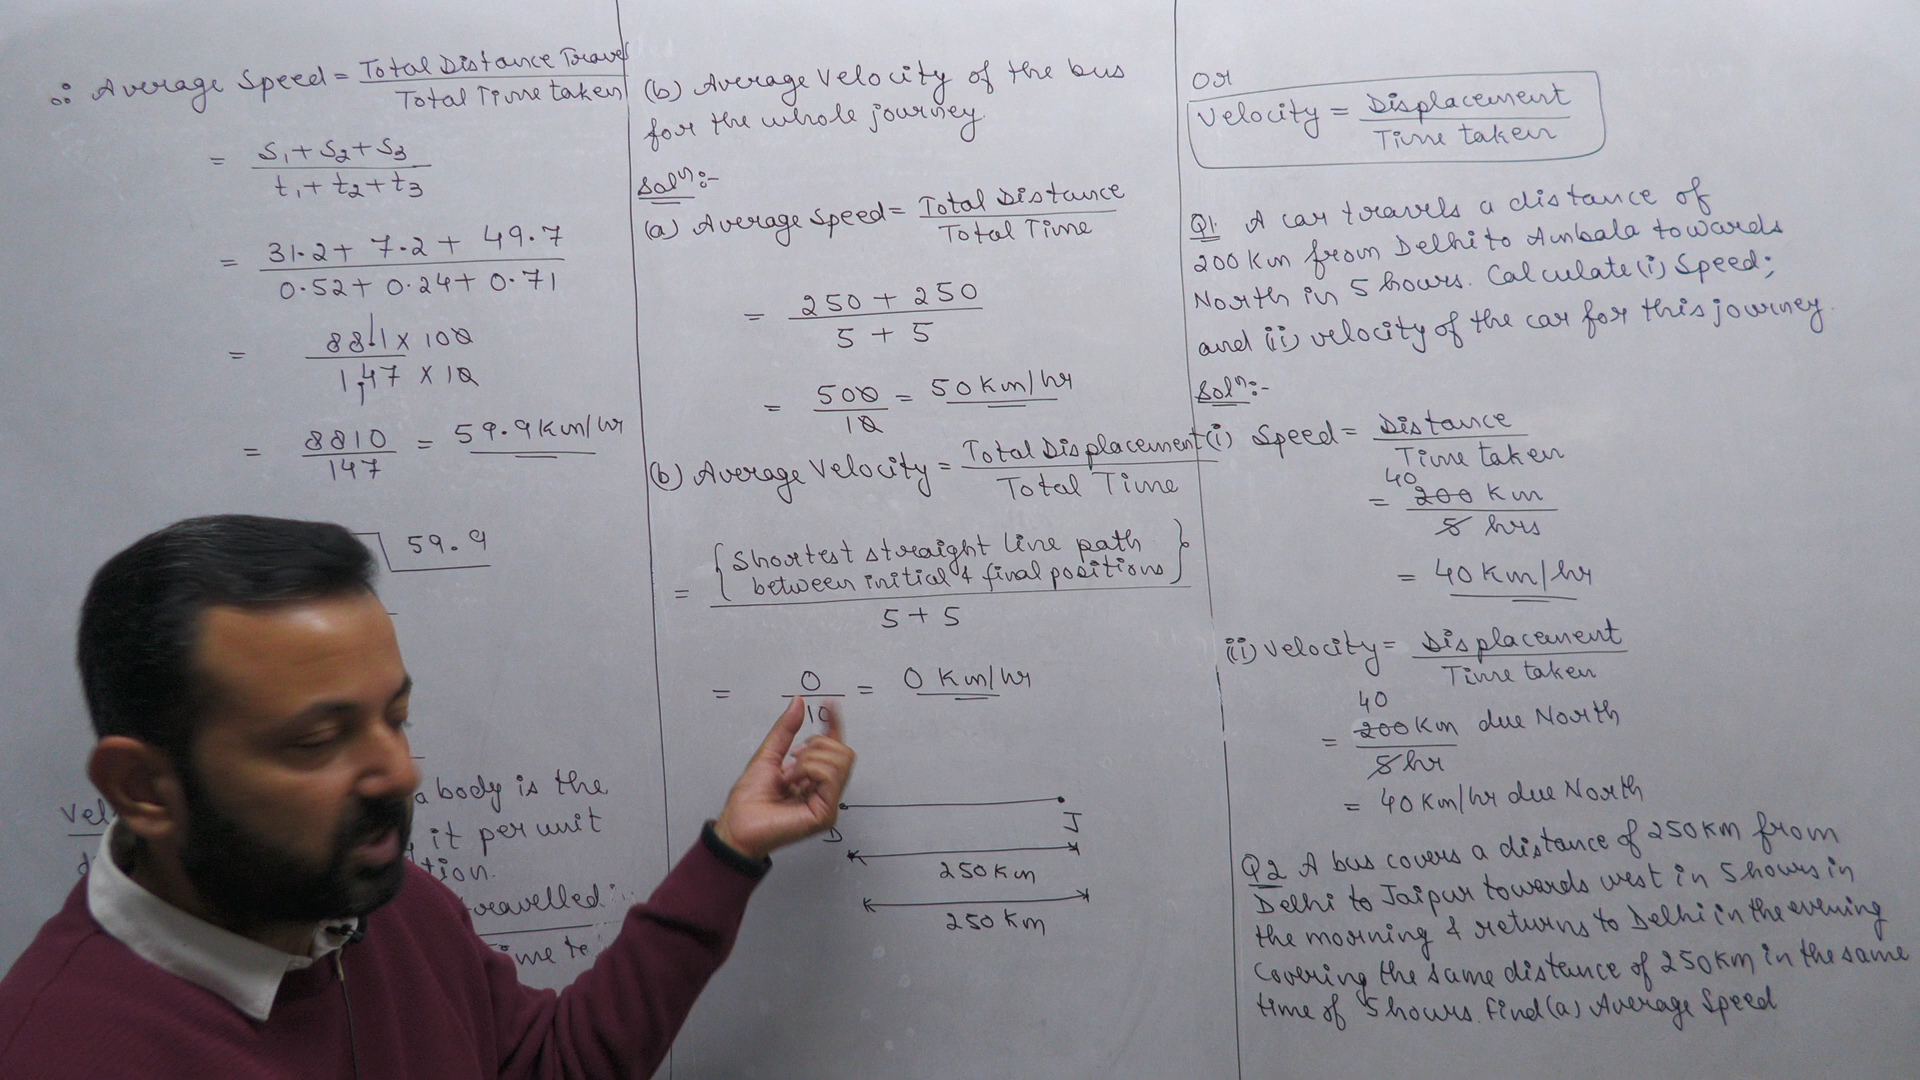 ∴ Average Speed = Total Distance Travel
Total Time taken
= S₁ + S₂ + S₃
t₁ + t₂ + t₃
= 31.2 + 7.2 + 49.7
0.52 + 0.24 + 0.71
= 88.1 x 100
1.47 x 10
= 8810 = 59.9 Km/hr
147
59.9
Vel
a body is the
it per unit
tion.
travelled
ime te
(b) Average Velocity of the bus
for the whole journey.
Solⁿ:-
(a) Average Speed = Total Distance
Total Time
= 250 + 250
5 + 5
= 500 = 50 Km/hr
10
(b) Average Velocity = Total Displacement
Total Time
= {Shortest straight line path
between initial & final positions}
5 + 5
= 0 = 0 Km/hr
10
D J
250 Km
250 Km
Or
Velocity = Displacement
Time taken
Q1. A car travels a distance of
200 Km from Delhi to Ambala towards
North in 5 hours. Calculate (i) Speed;
and (ii) velocity of the car for this journey.
Solⁿ:-
(i) Speed = Distance
Time taken
40
= 200 Km
5 hrs
= 40 Km/hr
(ii) Velocity = Displacement
Time taken
40
= 200 Km due North
5 hr
= 40 Km/hr due North
Q2 A bus covers a distance of 250 Km from
Delhi to Jaipur towards west in 5 hours in
the morning & returns to Delhi in the evening
Covering the same distance of 250 Km in the same
time of 5 hours. Find (a) Average Speed